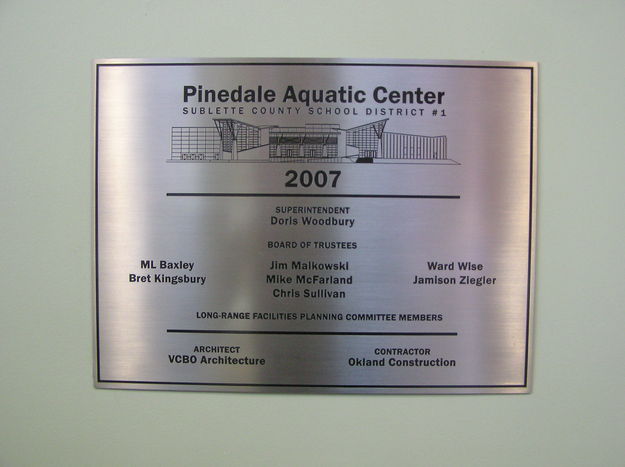 Pinedale Aquatic Center
SUBLETTE COUNTY SCHOOL DISTRICT #1
2007
SUPERINTENDENT
Doris Woodbury
BOARD OF TRUSTEES
ML Baxley Jim Malkowski Ward Wise
Bret Kingsbury Mike McFarland Jamison Ziegler
Chris Sullivan
LONG-RANGE FACILITIES PLANNING COMMITTEE MEMBERS
ARCHITECT CONTRACTOR
VCBO Architecture Okland Construction